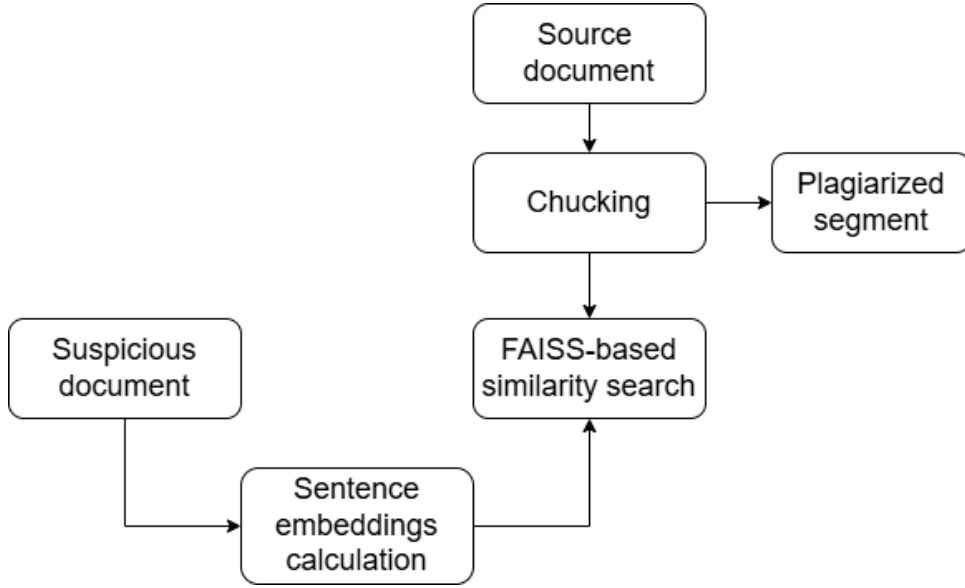 Source
document
Chucking
Plagiarized
segment
Suspicious
document
FAISS-based
similarity search
Sentence
embeddings
calculation